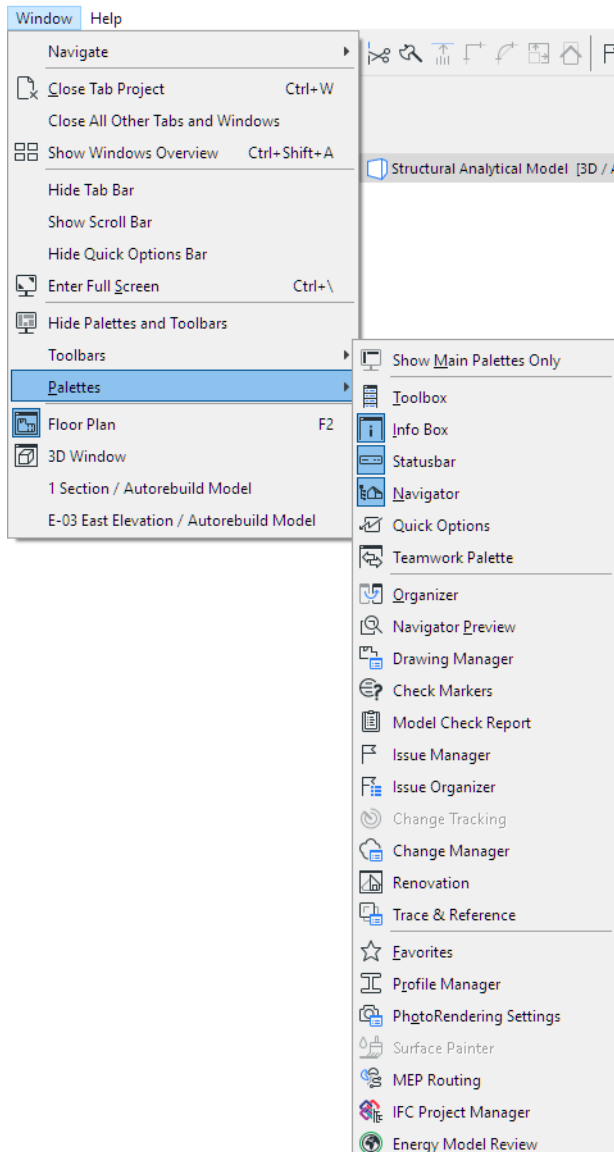 Window Help
Navigate
Close Tab Project Ctrl+W
Close All Other Tabs and Windows
Show Windows Overview Ctrl+Shift+A
Structural Analytical Model [3D /
Hide Tab Bar
Show Scroll Bar
Hide Quick Options Bar
Enter Full Screen Ctrl+\
Hide Palettes and Toolbars
Toolbars
Palettes
Floor Plan F2
3D Window
1 Section / Autorebuild Model
E-03 East Elevation / Autorebuild Model
Show Main Palettes Only
Toolbox
Info Box
Statusbar
Navigator
Quick Options
Teamwork Palette
Organizer
Navigator Preview
Drawing Manager
Check Markers
Model Check Report
Issue Manager
Issue Organizer
Change Tracking
Change Manager
Renovation
Trace & Reference
Favorites
Profile Manager
PhotoRendering Settings
Surface Painter
MEP Routing
IFC Project Manager
Energy Model Review